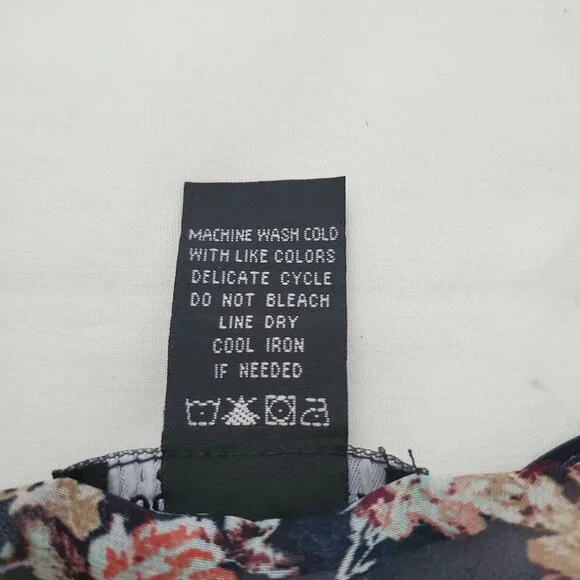 MACHINE WASH COLD
WITH LIKE COLORS
DELICATE CYCLE
DO NOT BLEACH
LINE DRY
COOL IRON
IF NEEDED